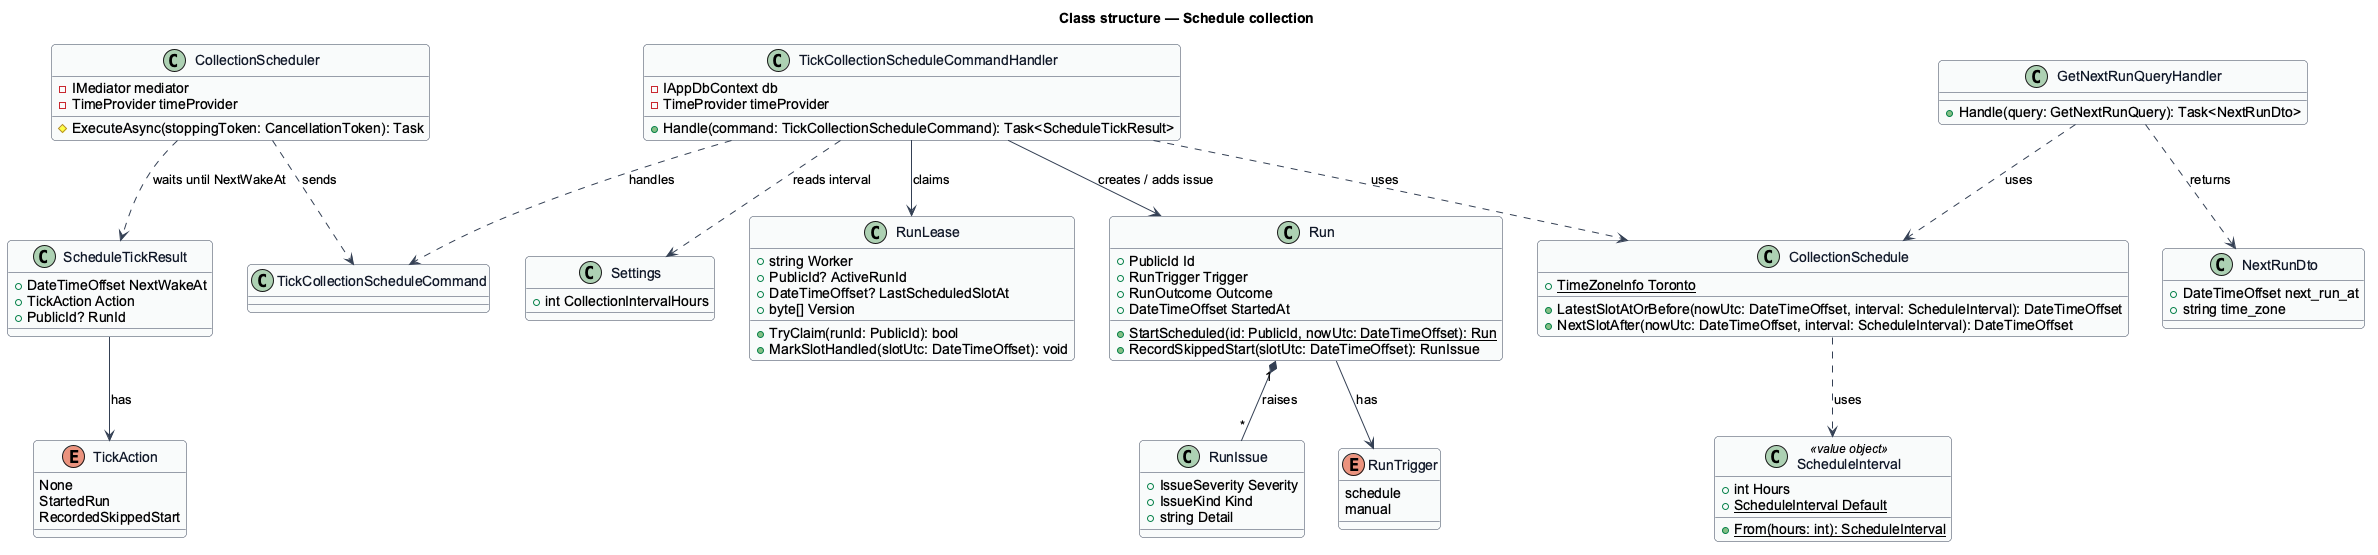 Class structure — Schedule collection
C CollectionScheduler
IMediator mediator
TimeProvider timeProvider
ExecuteAsync(stoppingToken: CancellationToken): Task
C TickCollectionScheduleCommandHandler
IAppDbContext db
TimeProvider timeProvider
Handle(command: TickCollectionScheduleCommand): Task<ScheduleTickResult>
C GetNextRunQueryHandler
Handle(query: GetNextRunQuery): Task<NextRunDto>
waits until NextWakeAt
sends
handles
reads interval
claims
creates / adds issue
uses
uses
returns
C ScheduleTickResult
DateTimeOffset NextWakeAt
TickAction Action
PublicId? RunId
C TickCollectionScheduleCommand
C Settings
int CollectionIntervalHours
C RunLease
string Worker
PublicId? ActiveRunId
DateTimeOffset? LastScheduledSlotAt
byte[] Version
TryClaim(runId: PublicId): bool
MarkSlotHandled(slotUtc: DateTimeOffset): void
C Run
PublicId Id
RunTrigger Trigger
RunOutcome Outcome
DateTimeOffset StartedAt
StartScheduled(id: PublicId, nowUtc: DateTimeOffset): Run
RecordSkippedStart(slotUtc: DateTimeOffset): RunIssue
C CollectionSchedule
TimeZoneInfo Toronto
LatestSlotAtOrBefore(nowUtc: DateTimeOffset, interval: ScheduleInterval): DateTimeOffset
NextSlotAfter(nowUtc: DateTimeOffset, interval: ScheduleInterval): DateTimeOffset
C NextRunDto
DateTimeOffset next_run_at
string time_zone
has
1
raises
*
has
uses
E TickAction
None
StartedRun
RecordedSkippedStart
C RunIssue
IssueSeverity Severity
IssueKind Kind
string Detail
E RunTrigger
schedule
manual
C «value object»
ScheduleInterval
int Hours
ScheduleInterval Default
From(hours: int): ScheduleInterval